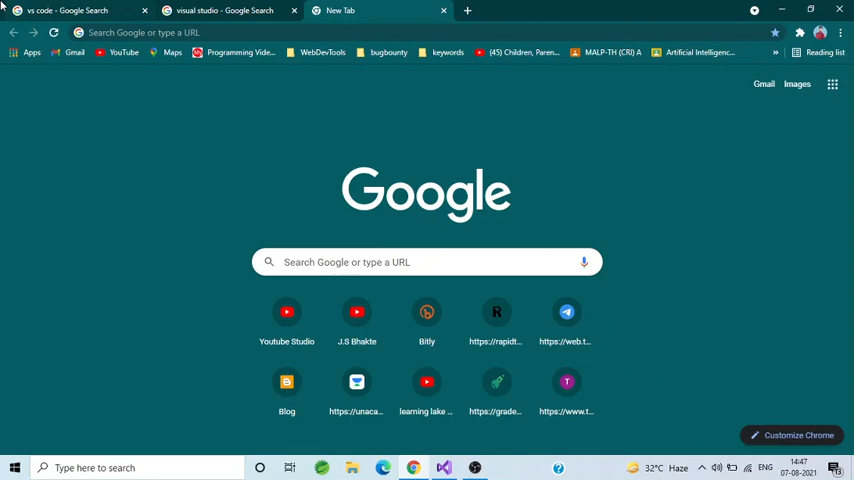 vs code - Google Search
visual studio - Google Search
New Tab
Search Google or type a URL
Apps
Gmail
YouTube
Maps
Programming Vide...
WebDevTools
bugbounty
keywords
(45) Children, Paren...
MALP-TH (CRI) A
Artificial Intelligenc...
»
Reading list
Gmail
Images
Google
Search Google or type a URL
Youtube Studio
J.S Bhakte
Bitly
https://rapidt...
https://web.t...
Blog
https://unaca...
learning lake ...
https://grade...
https://www.t...
Customize Chrome
Type here to search
32°C Haze
ENG
14:47
07-08-2021